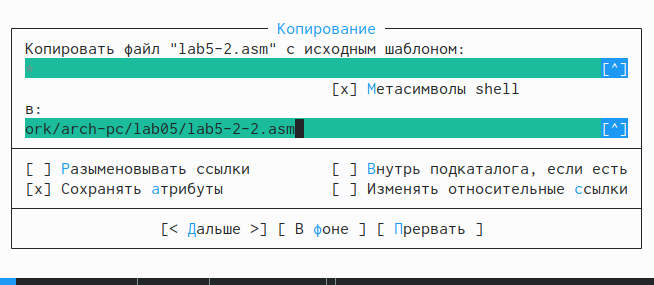 Копирование
Копировать файл "lab5-2.asm" с исходным шаблоном:
[^]
[x] Метасимволы shell
в:
ork/arch-pc/lab05/lab5-2-2.asm [^]
[ ] Разыменовывать ссылки [ ] Внутрь подкаталога, если есть
[x] Сохранять атрибуты [ ] Изменять относительные ссылки
[< Дальше >] [ В фоне ] [ Прервать ]